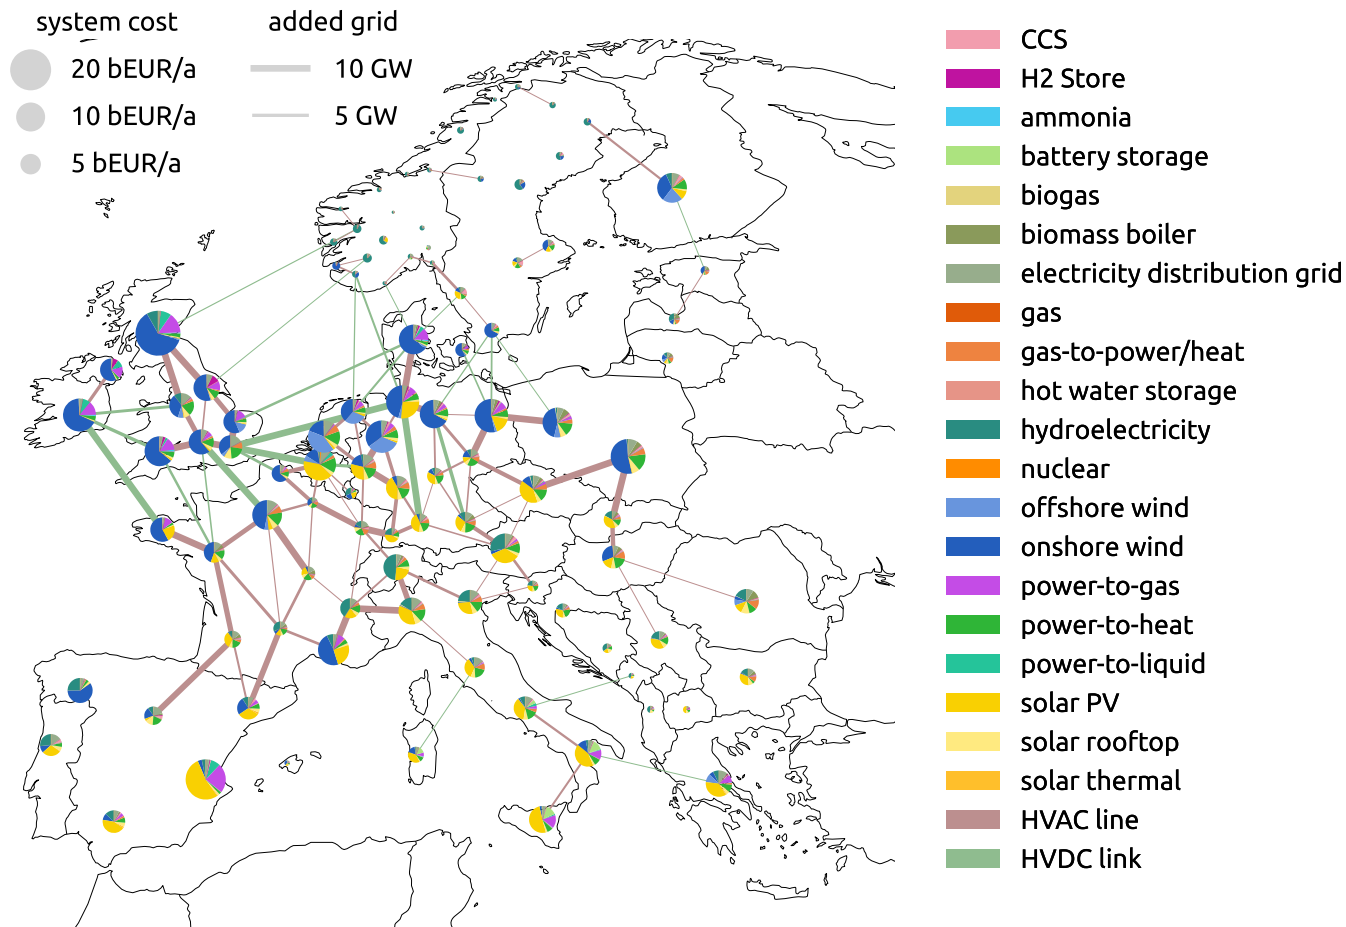 system cost
20 bEUR/a
10 bEUR/a
5 bEUR/a
added grid
10 GW
5 GW
CCS
H2 Store
ammonia
battery storage
biogas
biomass boiler
electricity distribution grid
gas
gas-to-power/heat
hot water storage
hydroelectricity
nuclear
offshore wind
onshore wind
power-to-gas
power-to-heat
power-to-liquid
solar PV
solar rooftop
solar thermal
HVAC line
HVDC link